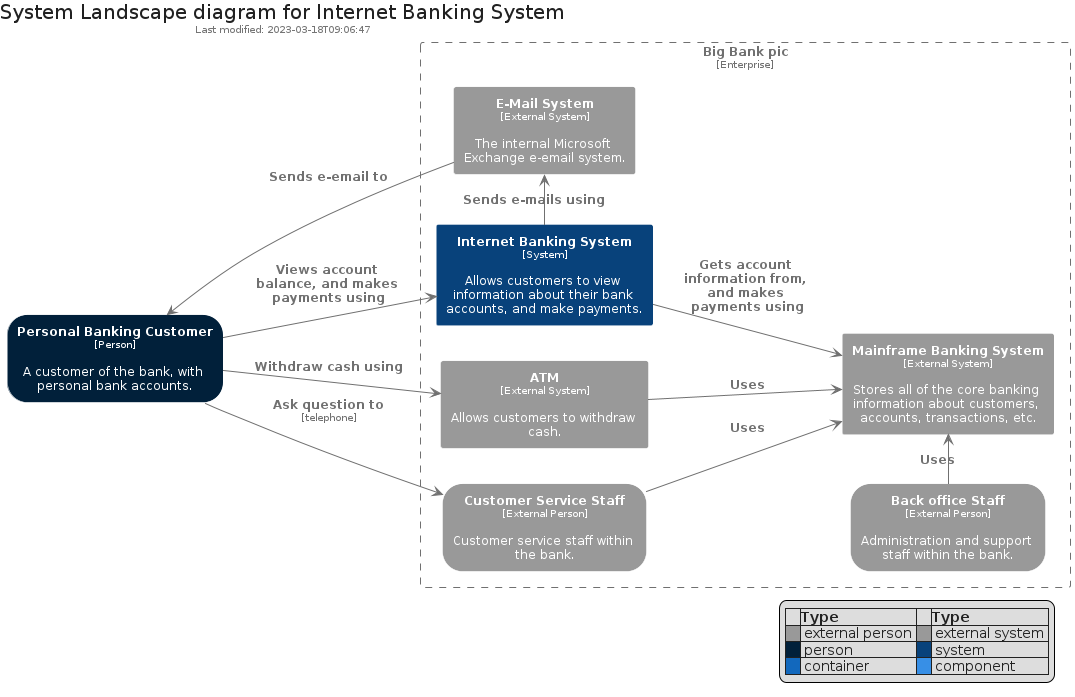 System Landscape diagram for Internet Banking System
Last modified: 2023-03-18T09:06:47
Big Bank pic
[Enterprise]
E-Mail System
[External System]
The internal Microsoft
Exchange e-email system.
Sends e-email to
Sends e-mails using
Internet Banking System
[System]
Allows customers to view
information about their bank
accounts, and make payments.
Views account
balance, and makes
payments using
Gets account
information from,
and makes
payments using
Personal Banking Customer
[Person]
A customer of the bank, with
personal bank accounts.
Withdraw cash using
ATM
[External System]
Allows customers to withdraw
cash.
Uses
Mainframe Banking System
[External System]
Stores all of the core banking
information about customers,
accounts, transactions, etc.
Ask question to
[telephone]
Uses
Uses
Customer Service Staff
[External Person]
Customer service staff within
the bank.
Back office Staff
[External Person]
Administration and support
staff within the bank.
Type Type
external person external system
person system
container component